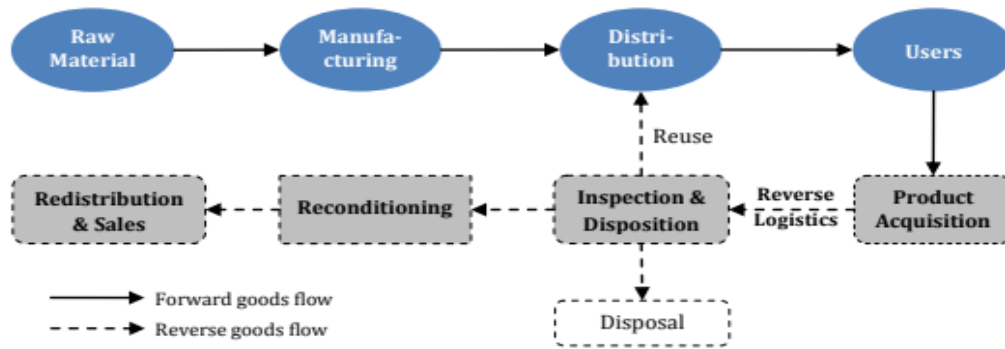 Raw
Material
Manufa-
cturing
Distri-
bution
Users
Reuse
Redistribution
& Sales
Reconditioning
Inspection &
Disposition
Reverse
Logistics
Product
Acquisition
Forward goods flow
Reverse goods flow
Disposal